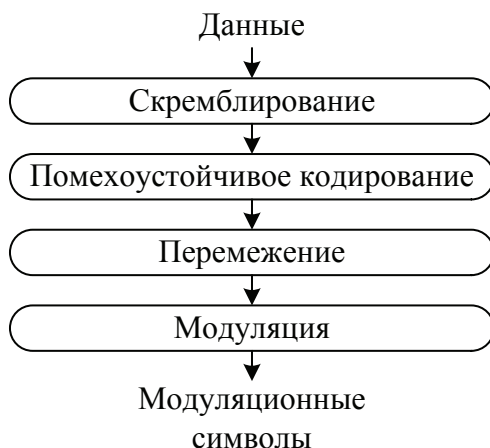 Данные
Скремблирование
Помехоустойчивое кодирование
Перемежение
Модуляция
Модуляционные
символы